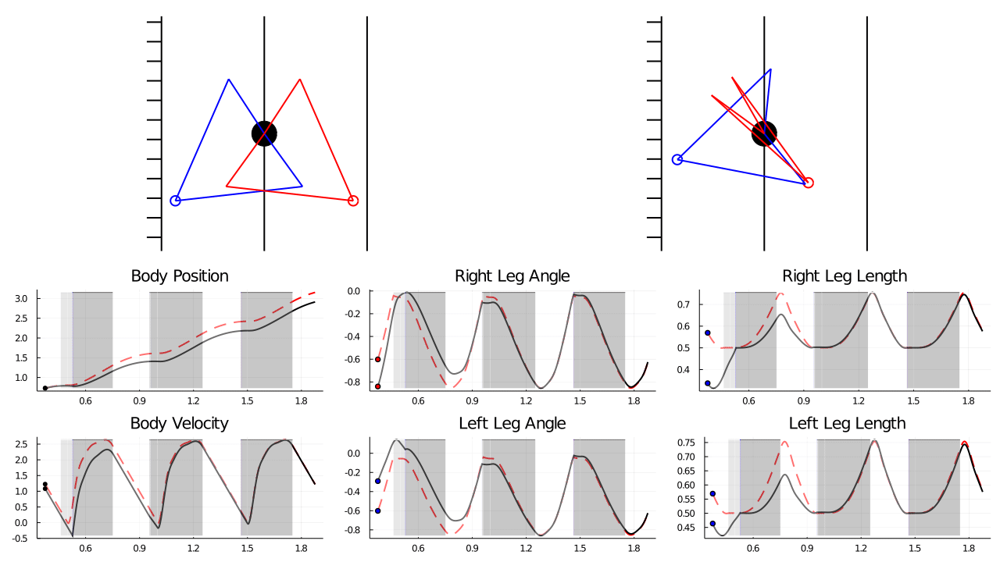 Body Position
3.0
2.5
2.0
1.5
1.0
0.6 0.9 1.2 1.5 1.8
Right Leg Angle
0.0
-0.2
-0.4
-0.6
-0.8
0.6 0.9 1.2 1.5 1.8
Right Leg Length
0.7
0.6
0.5
0.4
0.6 0.9 1.2 1.5 1.8
Body Velocity
2.5
2.0
1.5
1.0
0.5
0.0
-0.5
0.6 0.9 1.2 1.5 1.8
Left Leg Angle
0.0
-0.2
-0.4
-0.6
-0.8
0.6 0.9 1.2 1.5 1.8
Left Leg Length
0.75
0.70
0.65
0.60
0.55
0.50
0.45
0.6 0.9 1.2 1.5 1.8